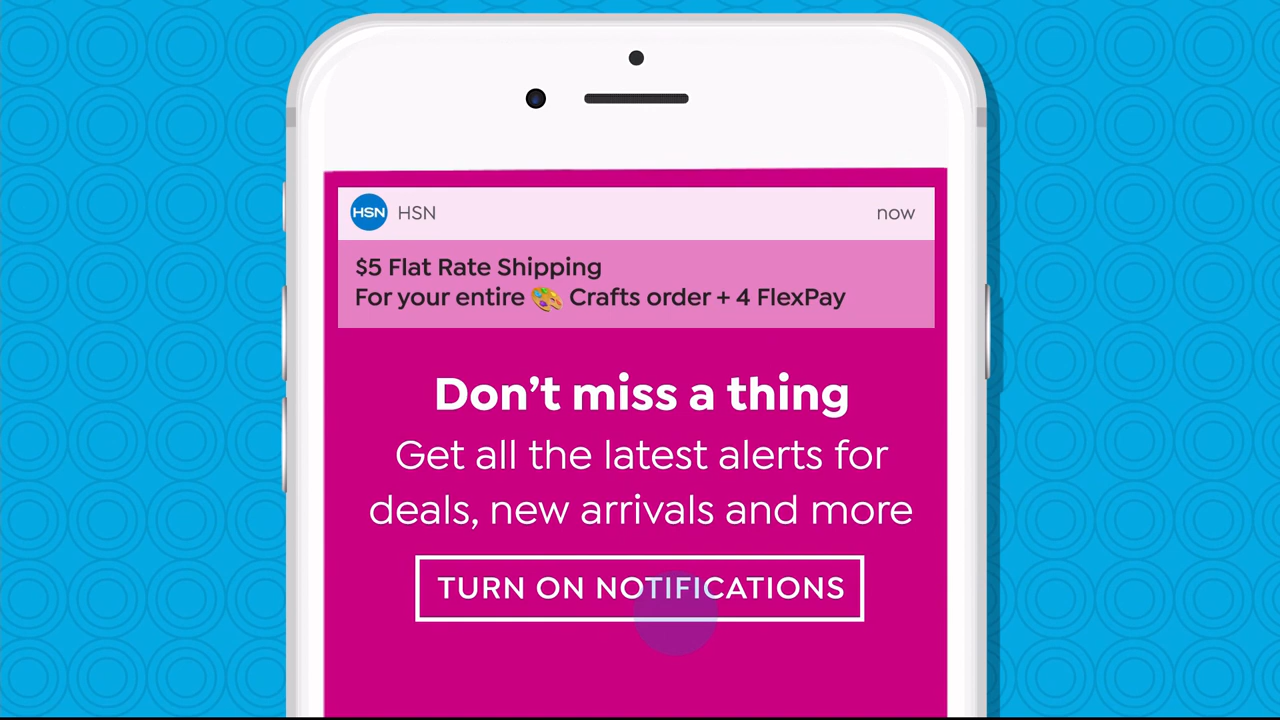 HSN HSN now
$5 Flat Rate Shipping
For your entire 🎨 Crafts order + 4 FlexPay
Don’t miss a thing
Get all the latest alerts for
deals, new arrivals and more
TURN ON NOTIFICATIONS